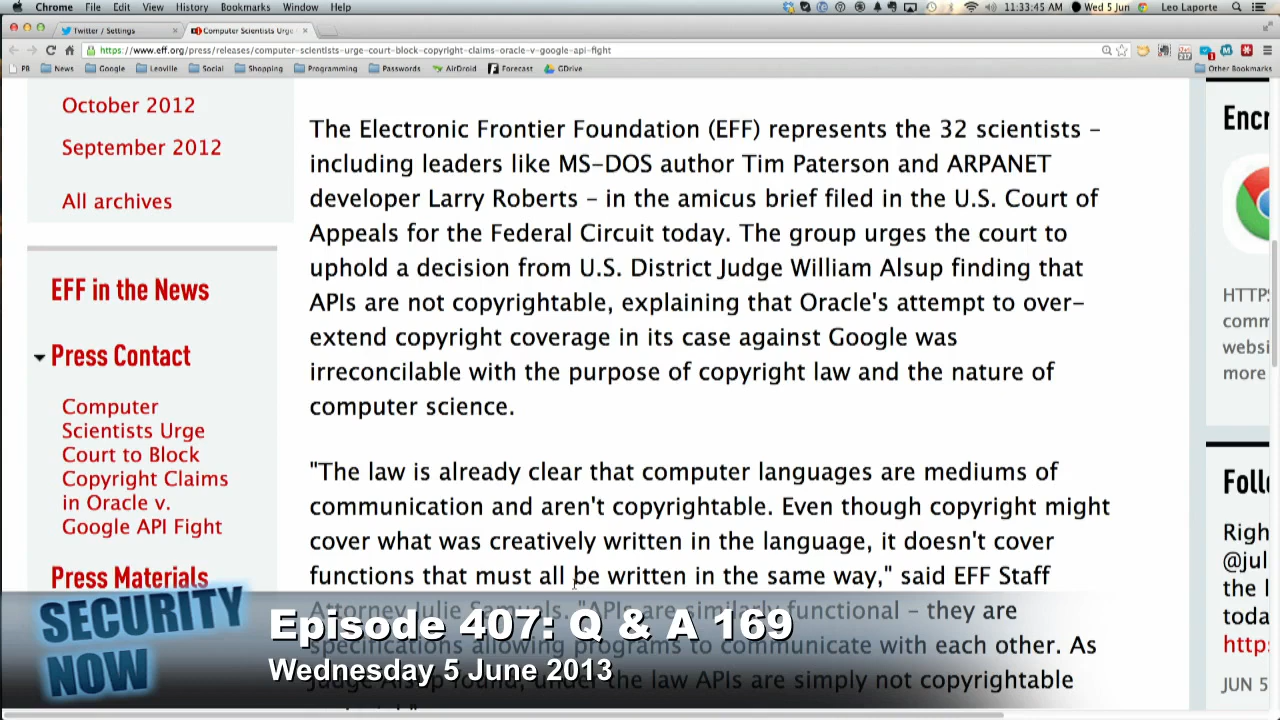 Chrome File Edit View History Bookmarks Window Help
11:33:45 AM Wed 5 Jun Leo Laporte
Twitter / Settings
Computer Scientists Urge
https://www.eff.org/press/releases/computer-scientists-urge-court-block-copyright-claims-oracle-v-google-api-fight
PB News Google Leoville Social Shopping Programming Passwords AirDroid Forecast GDrive Other Bookmarks
October 2012
September 2012
All archives
EFF in the News
Press Contact
Computer
Scientists Urge
Court to Block
Copyright Claims
in Oracle v.
Google API Fight
Press Materials
The Electronic Frontier Foundation (EFF) represents the 32 scientists –
including leaders like MS-DOS author Tim Paterson and ARPANET
developer Larry Roberts – in the amicus brief filed in the U.S. Court of
Appeals for the Federal Circuit today. The group urges the court to
uphold a decision from U.S. District Judge William Alsup finding that
APIs are not copyrightable, explaining that Oracle's attempt to over-
extend copyright coverage in its case against Google was
irreconcilable with the purpose of copyright law and the nature of
computer science.
"The law is already clear that computer languages are mediums of
communication and aren't copyrightable. Even though copyright might
cover what was creatively written in the language, it doesn't cover
functions that must all be written in the same way," said EFF Staff
Attorney Julie Samuels. "APIs are similarly functional – they are
specifications allowing programs to communicate with each other. As
Judge Alsup found, under the law APIs are simply not copyrightable
Encr
HTTPS
comm
websi
more
Follo
Righ
@jul
the l
toda
https
JUN 5
SECURITY
NOW
Episode 407: Q & A 169
Wednesday 5 June 2013